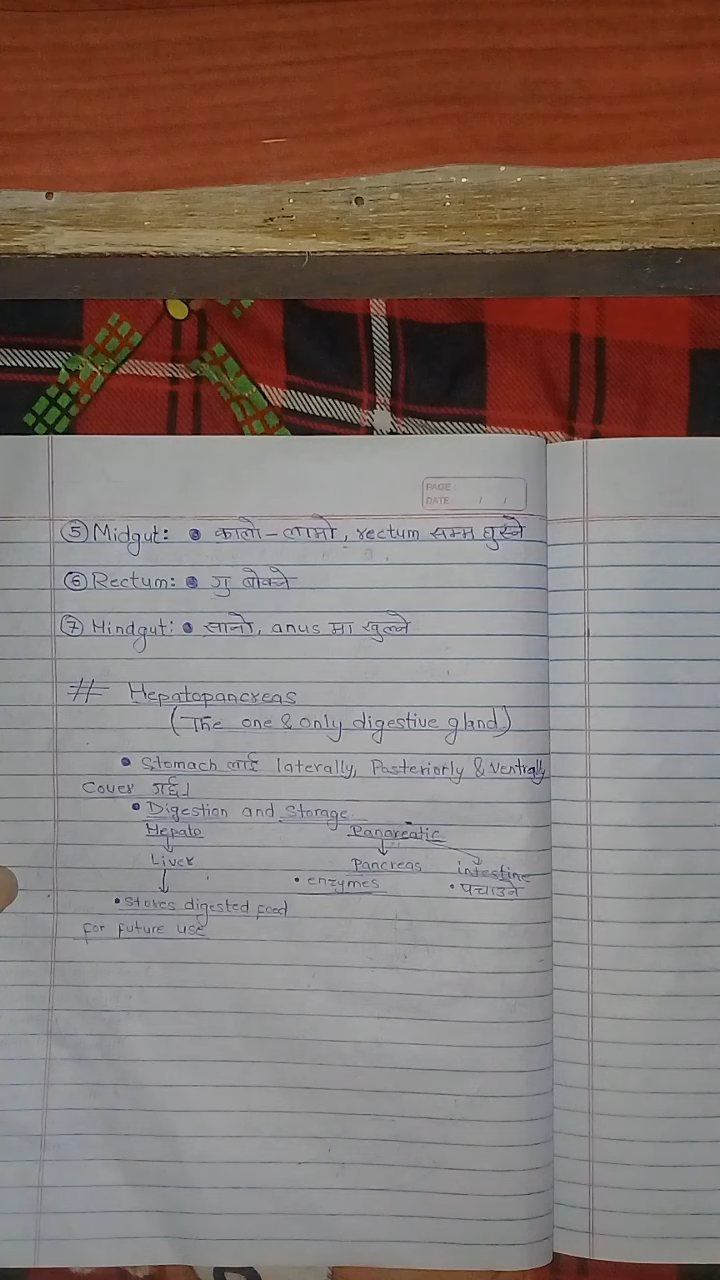 PAGE :
DATE : / /
⑤ Midgut: • कालो - लामो, rectum सम्म घुस्ने
⑥ Rectum: • गु बोक्ने
⑦ Hindgut: • सानो, anus मा खुल्ने
# Hepatopancreas
(The one & only digestive gland)
• Stomach लाई laterally, Posteriorly & Ventrally
Cover गर्छ।
• Digestion and Storage
Hepato Panareatic
Liver Pancreas intestine
• enzymes • पचाउने
• Stores digested food
for future use